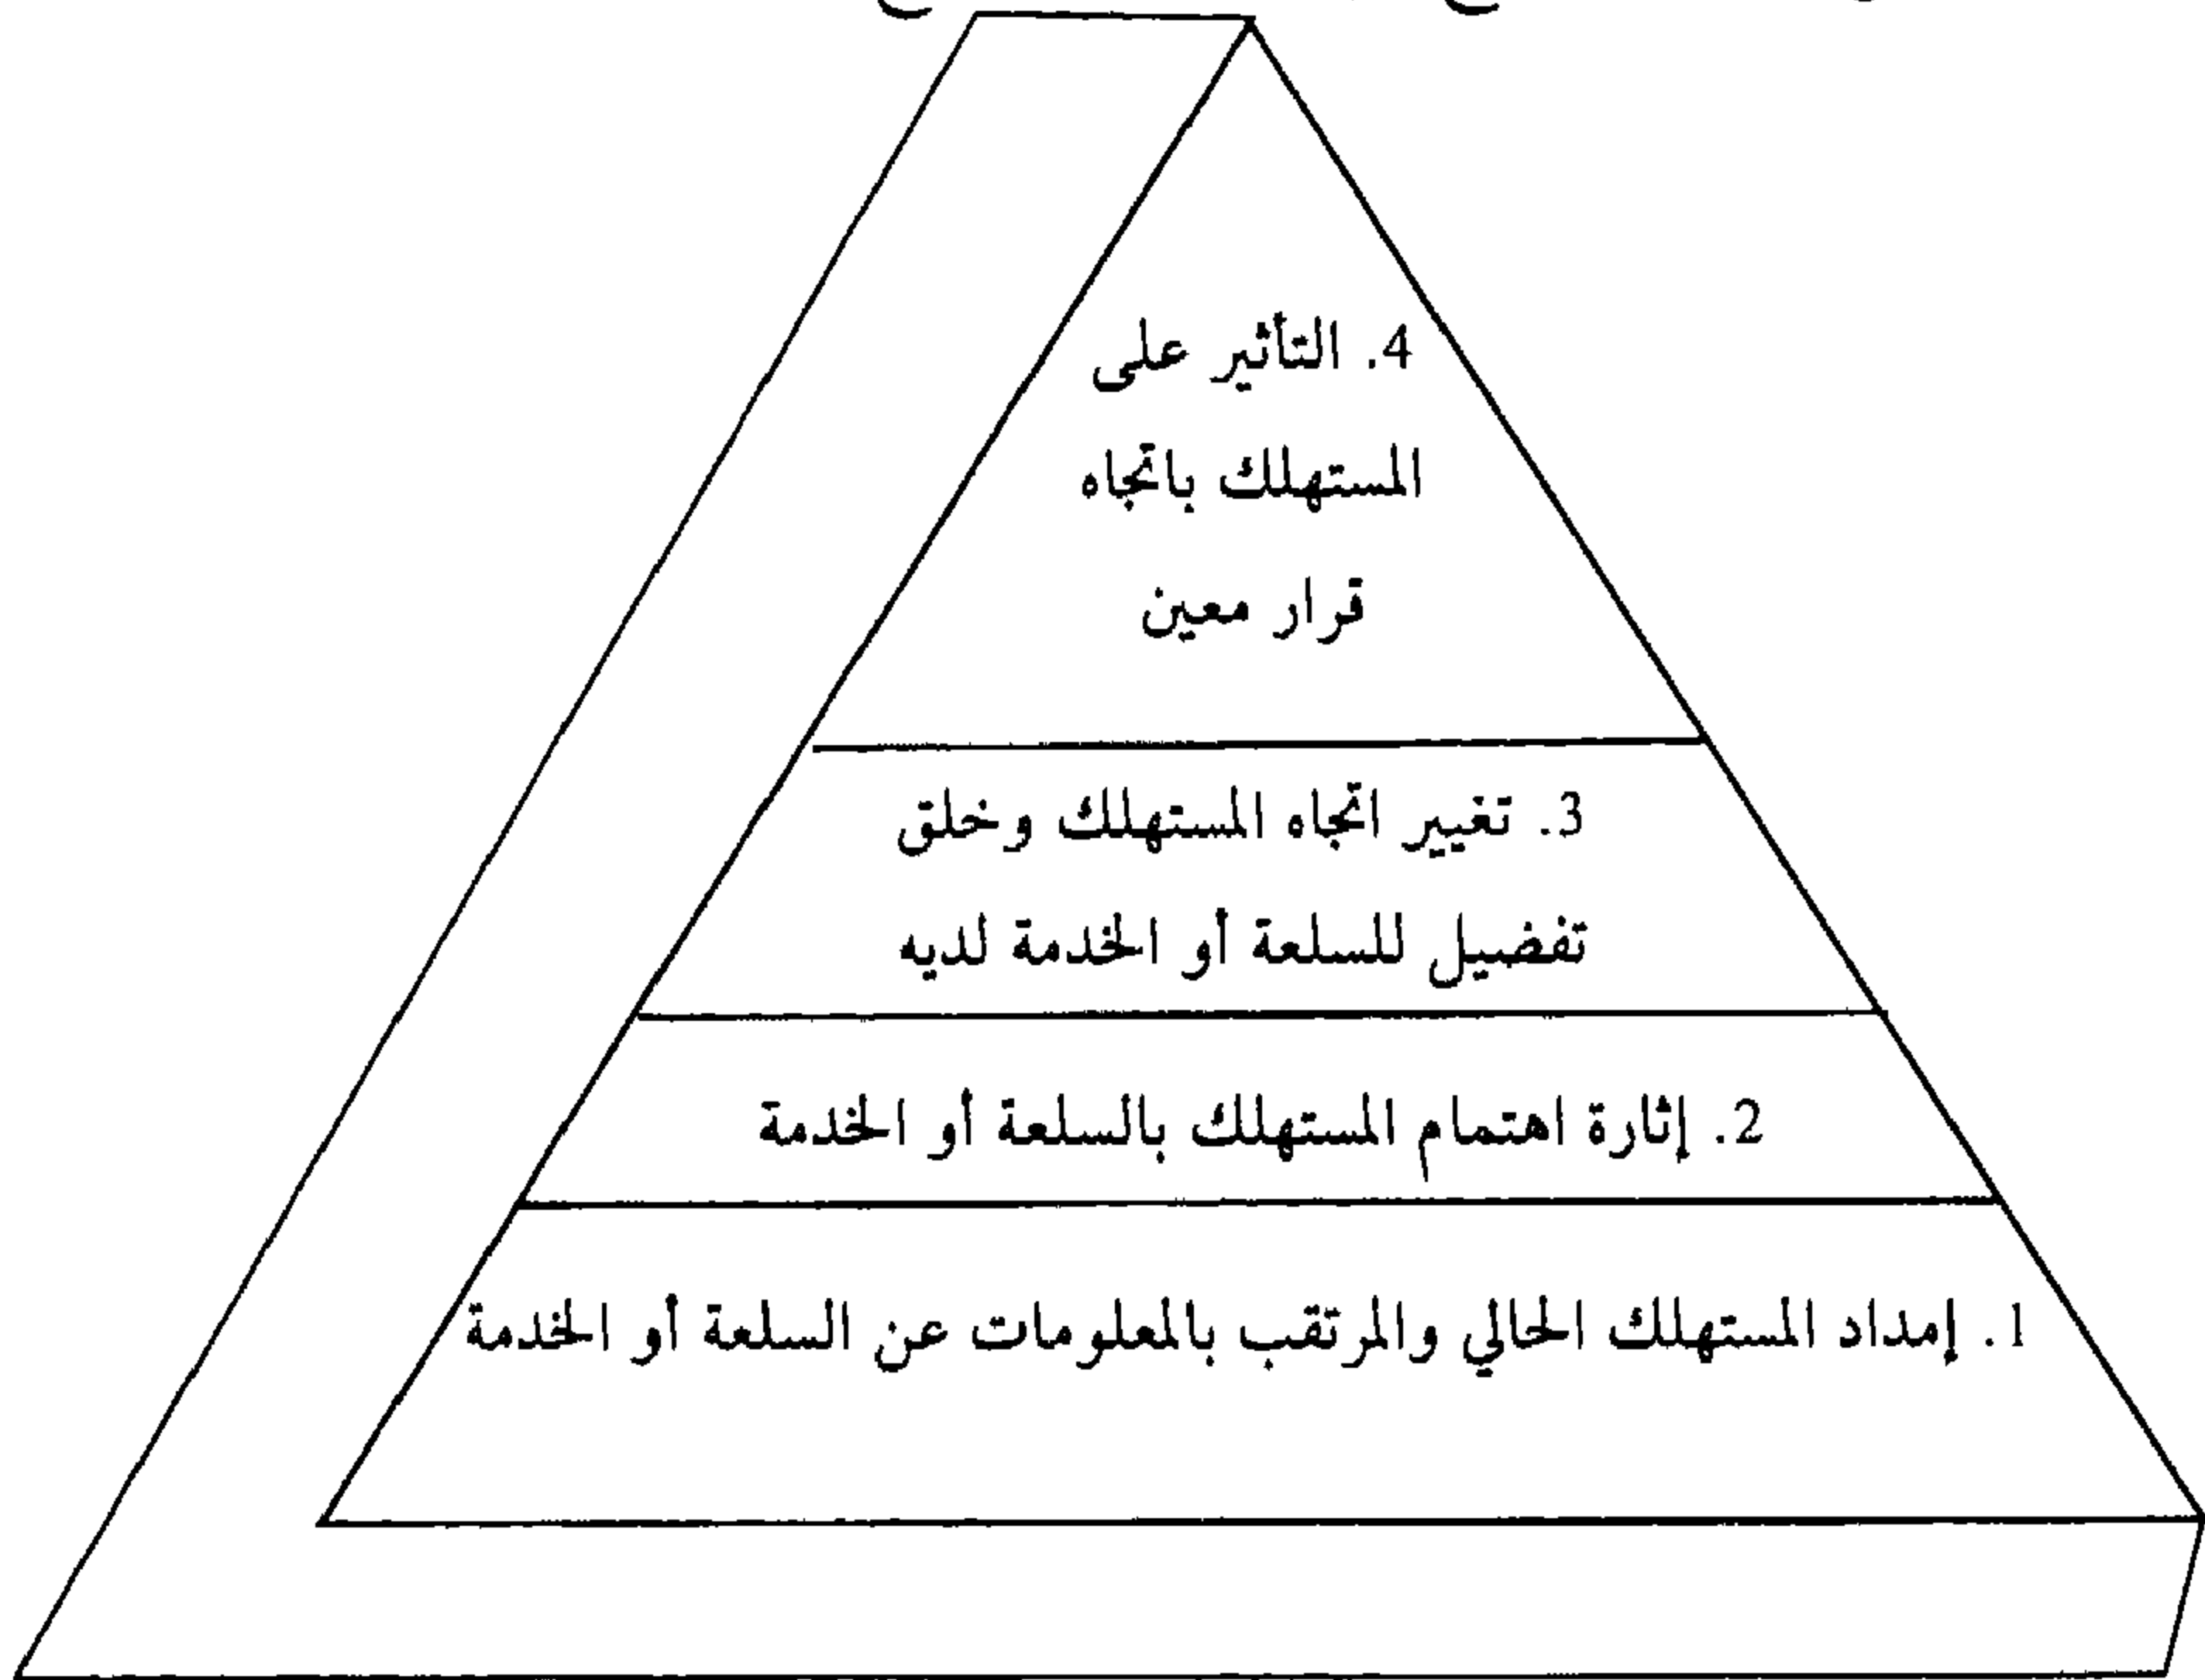 4. التأثير على
المستهلك باتجاه
قرار معين
3. تغيير اتجاه المستهلك وخلق
تفضيل للسلعة أو الخدمة لديه
2. إثارة اهتمام المستهلك بالسلعة أو الخدمة
1. إمداد المستهلك الحالي والمرتقب بالمعلومات عن السلعة أو الخدمة